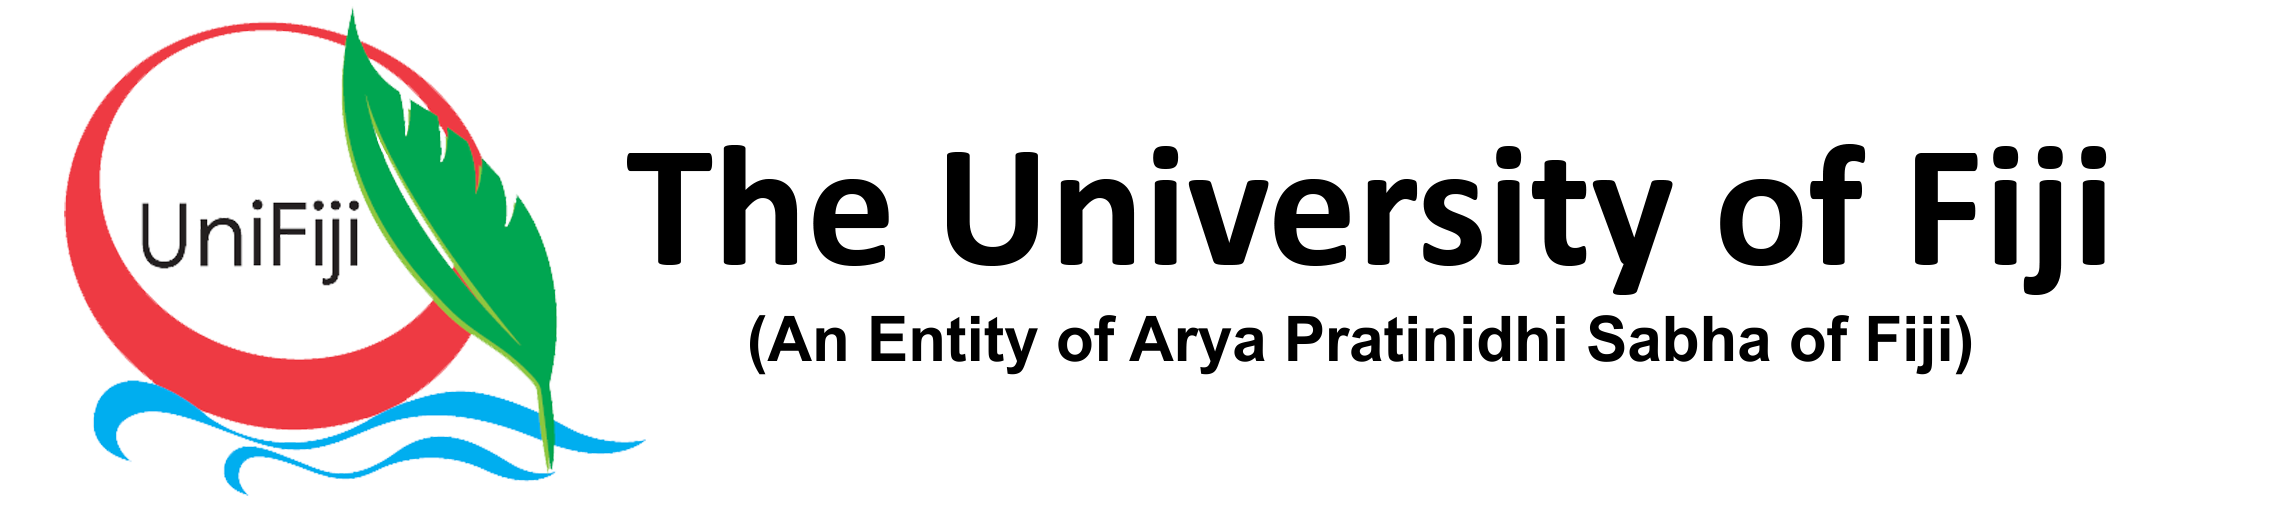 UniFiji
The University of Fiji
(An Entity of Arya Pratinidhi Sabha of Fiji)